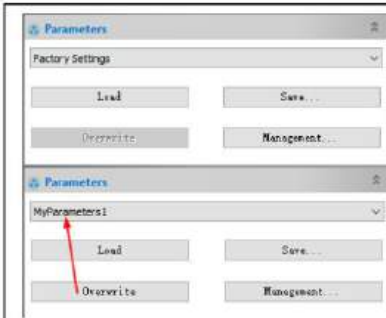 Parameters
Factory Settings
Load Save...
Overwrite Management...
Parameters
MyParameters1
Load Save...
Overwrite Management...